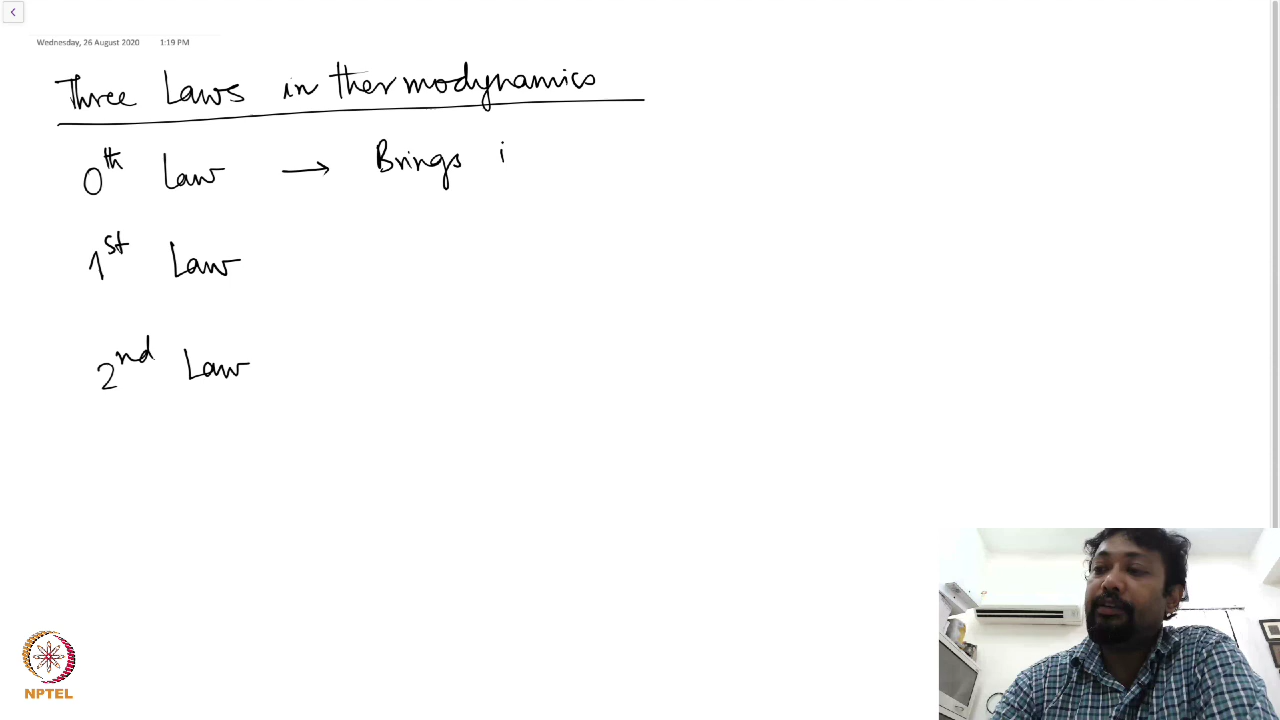 Wednesday, 26 August 2020 1:19 PM
Three Laws in thermodynamics
0th Law → Brings i
1st Law
2nd Law
NPTEL